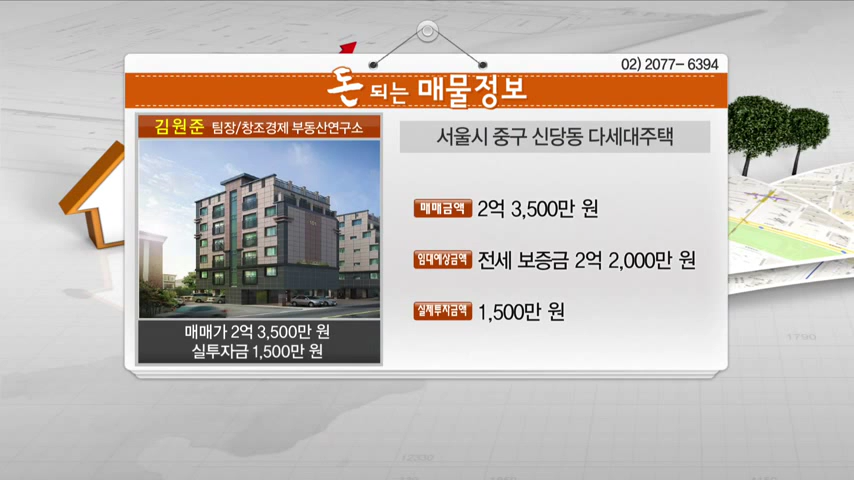 02) 2077-6394
돈 되는 매물정보
김원준 팀장/창조경제 부동산연구소
서울시 중구 신당동 다세대주택
매매금액 2억 3,500만 원
임대예상금액 전세 보증금 2억 2,000만 원
실제투자금액 1,500만 원
매매가 2억 3,500만 원
실투자금 1,500만 원
1790
12330